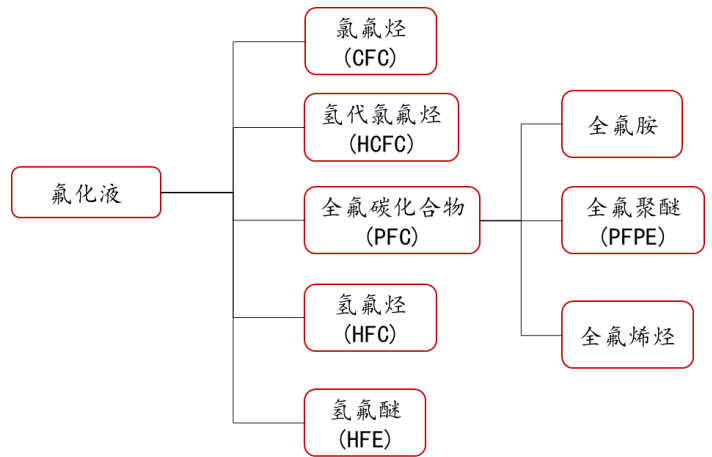 氟化液
氯氟烃
(CFC)
氢代氯氟烃
(HCFC)
全氟碳化合物
(PFC)
氢氟烃
(HFC)
氢氟醚
(HFE)
全氟胺
全氟聚醚
(PFPE)
全氟烯烃